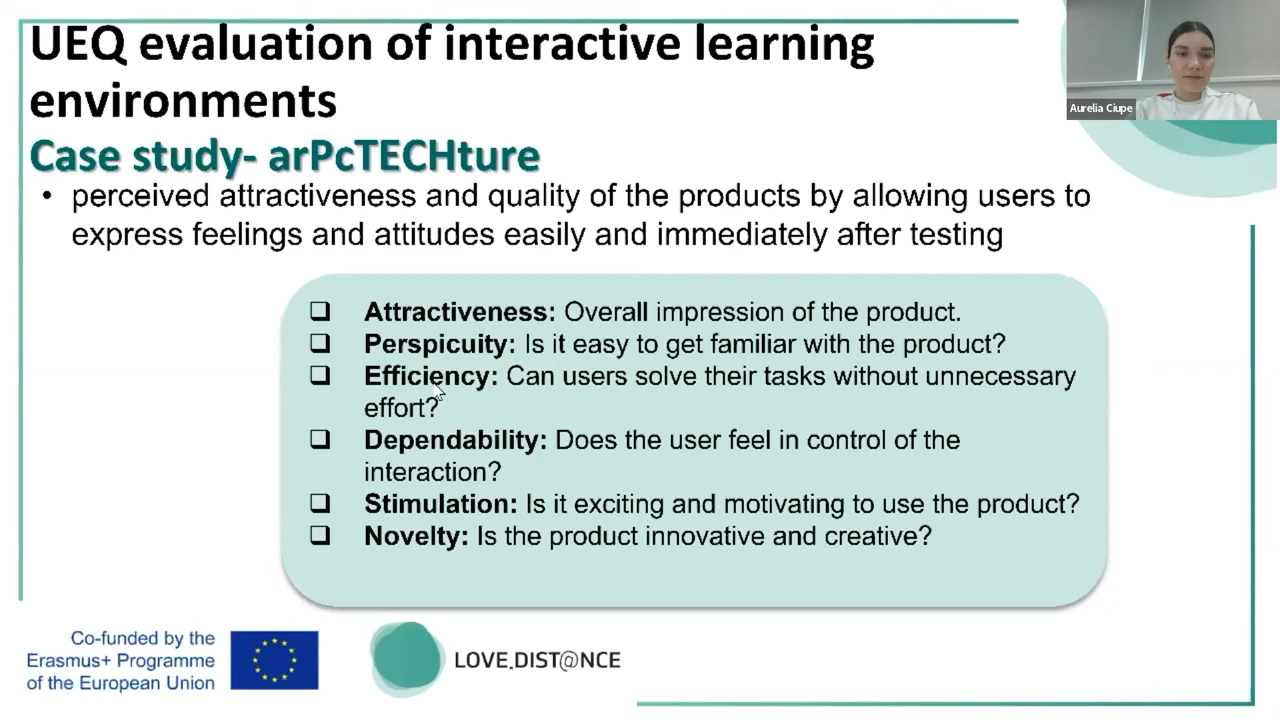 UEQ evaluation of interactive learning
environments
Case study- arPcTECHture
Aurelia Ciupe
• perceived attractiveness and quality of the products by allowing users to
express feelings and attitudes easily and immediately after testing
❑ Attractiveness: Overall impression of the product.
❑ Perspicuity: Is it easy to get familiar with the product?
❑ Efficiency: Can users solve their tasks without unnecessary
effort?
❑ Dependability: Does the user feel in control of the
interaction?
❑ Stimulation: Is it exciting and motivating to use the product?
❑ Novelty: Is the product innovative and creative?
Co-funded by the
Erasmus+ Programme
of the European Union
LOVE.DIST@NCE